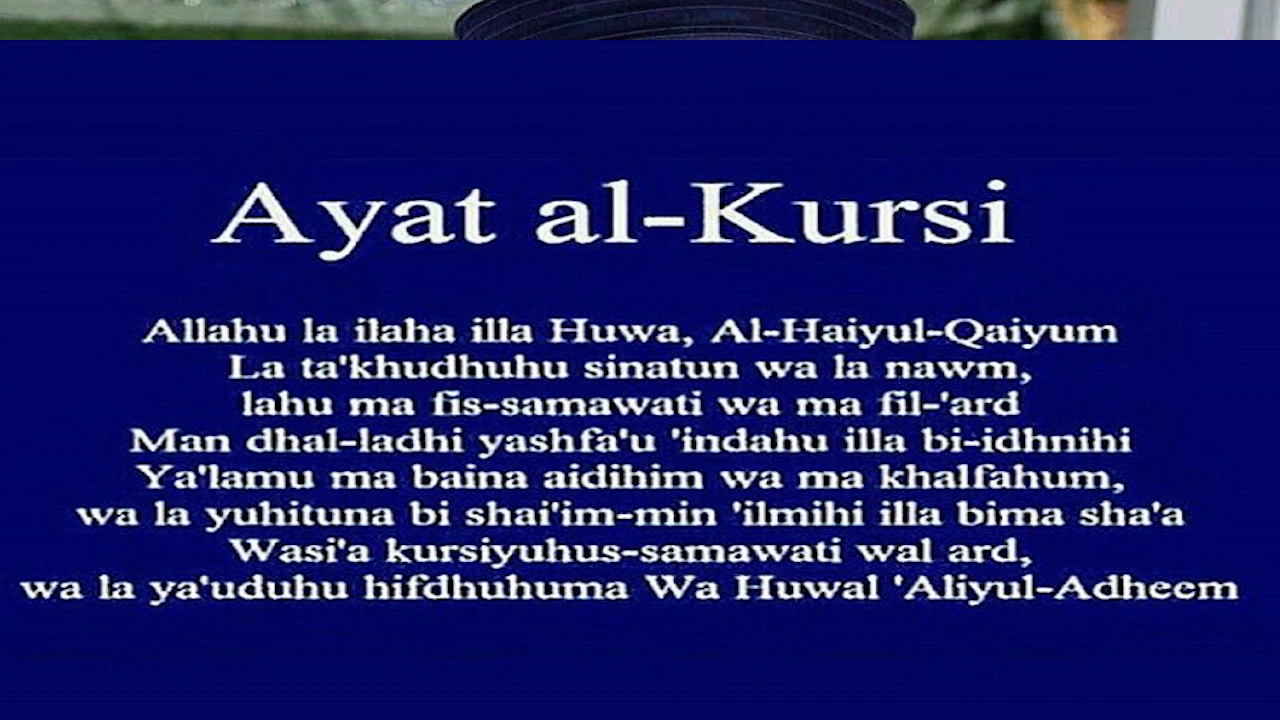 Ayat al-Kursi
Allahu la ilaha illa Huwa, Al-Haiyul-Qaiyum
La ta'khudhuhu sinatun wa la nawm,
lahu ma fis-samawati wa ma fil-'ard
Man dhal-ladhi yashfa'u 'indahu illa bi-idhnihi
Ya'lamu ma baina aidihim wa ma khalfahum,
wa la yuhituna bi shai'im-min 'ilmihi illa bima sha'a
Wasi'a kursiyuhus-samawati wal ard,
wa la ya'uduhu hifdhuhuma Wa Huwal 'Aliyul-Adheem